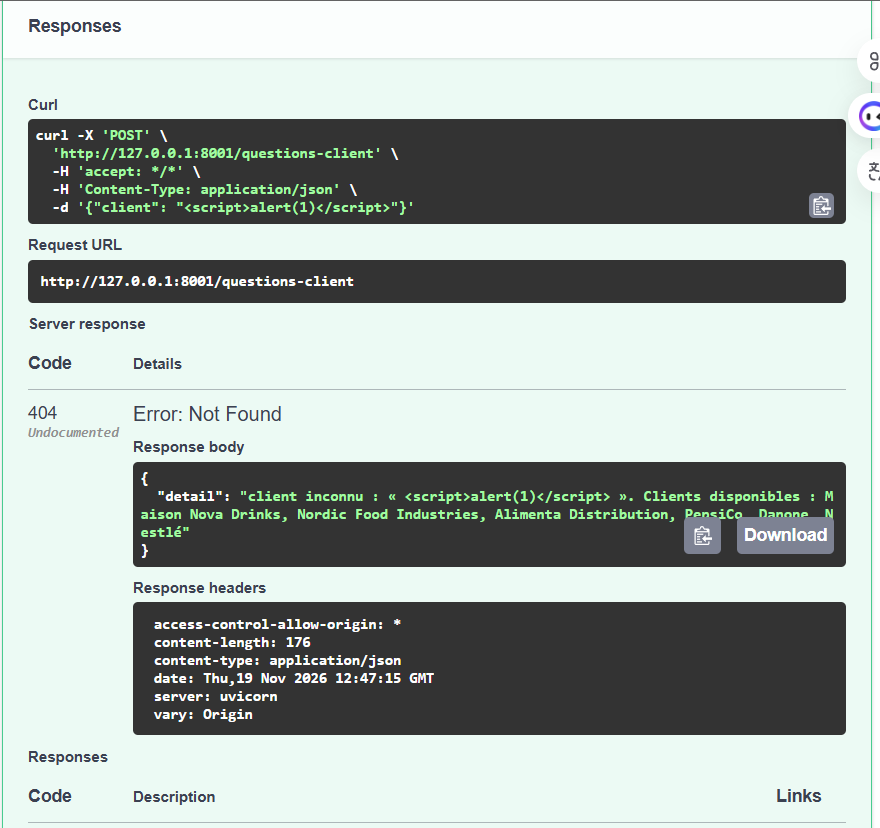 Responses
Curl
curl -X 'POST' \
  'http://127.0.0.1:8001/questions-client' \
  -H 'accept: */*' \
  -H 'Content-Type: application/json' \
  -d '{"client": "<script>alert(1)</script>"}'
Request URL
http://127.0.0.1:8001/questions-client
Server response
Code Details
404 Error: Not Found
Undocumented
Response body
{
  "detail": "client inconnu : « <script>alert(1)</script> ». Clients disponibles : M
aison Nova Drinks, Nordic Food Industries, Alimenta Distribution, PepsiCo, Danone, N
estlé"
}
Download
Response headers
access-control-allow-origin: *
content-length: 176
content-type: application/json
date: Thu,19 Nov 2026 12:47:15 GMT
server: uvicorn
vary: Origin
Responses
Code Description Links